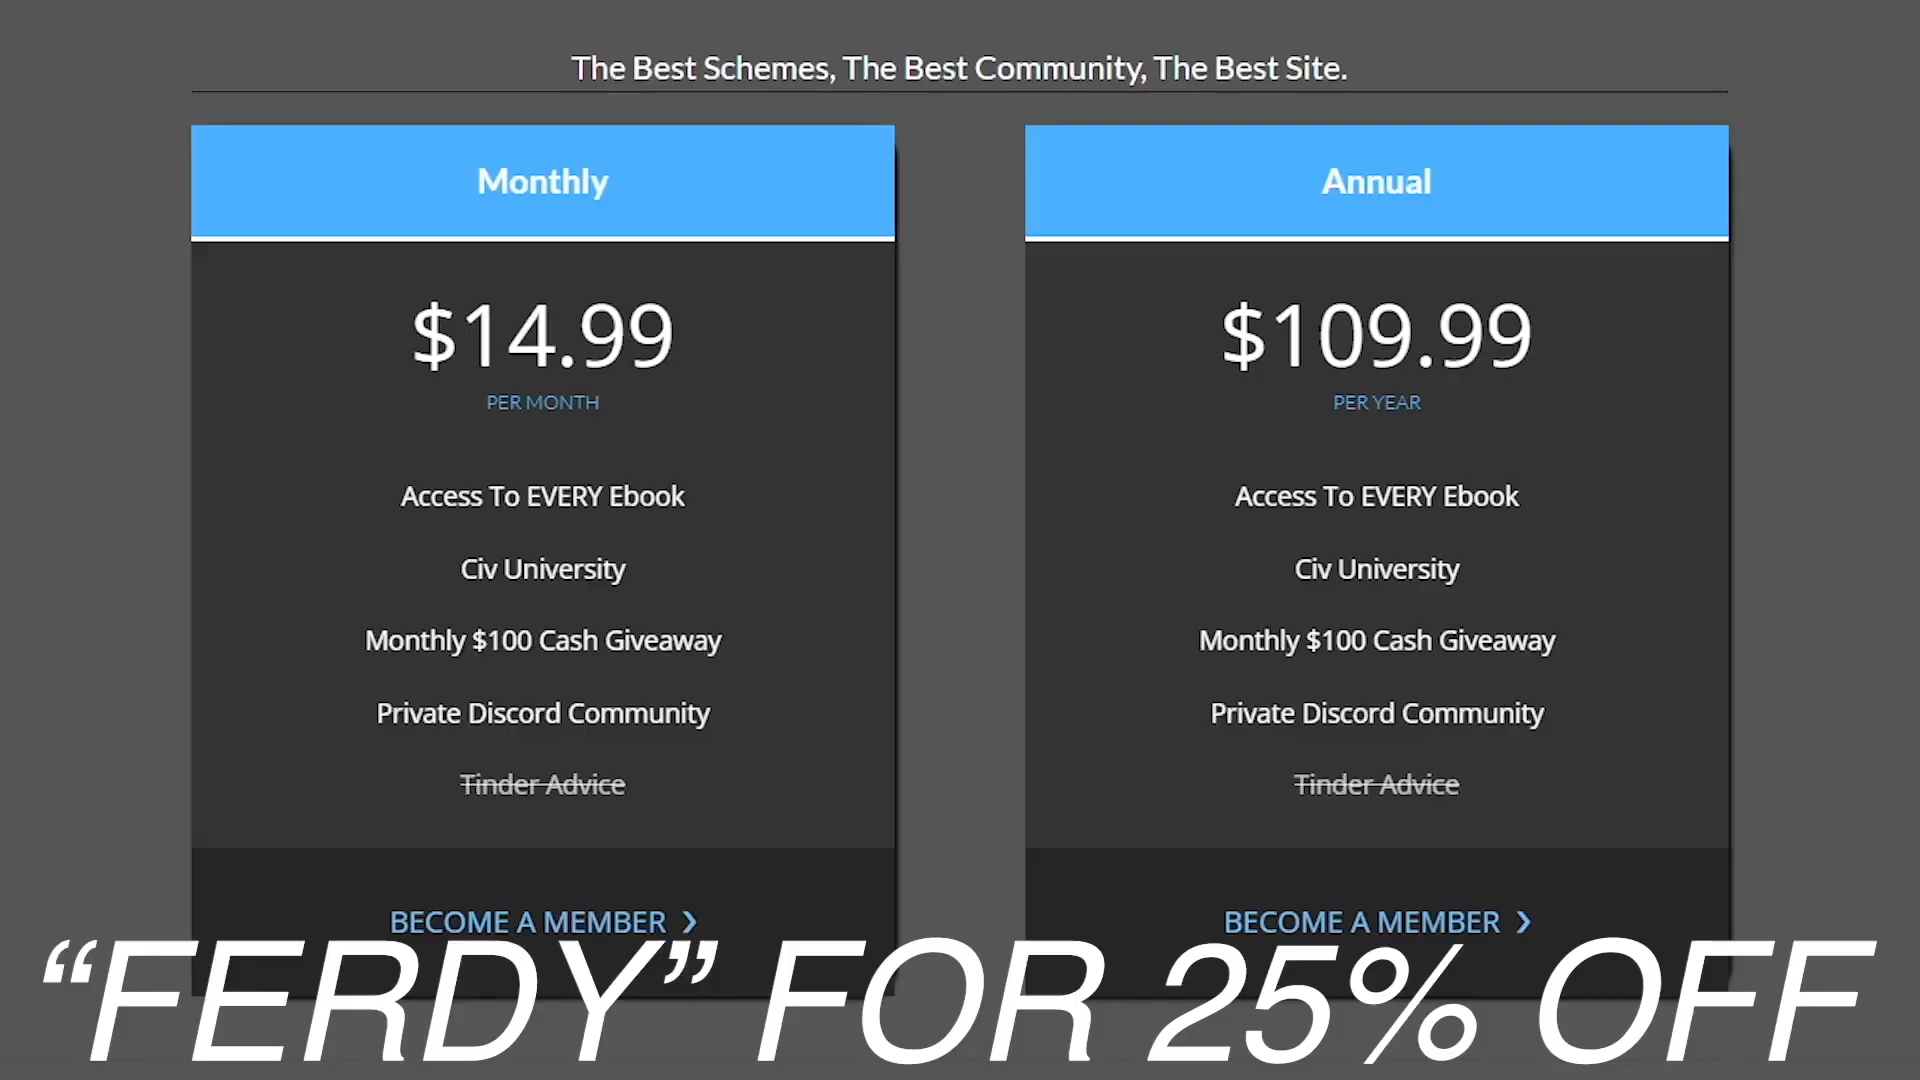 The Best Schemes, The Best Community, The Best Site.
Monthly
$14.99
PER MONTH
Access To EVERY Ebook
Civ University
Monthly $100 Cash Giveaway
Private Discord Community
Tinder Advice
BECOME A MEMBER ❯
Annual
$109.99
PER YEAR
Access To EVERY Ebook
Civ University
Monthly $100 Cash Giveaway
Private Discord Community
Tinder Advice
BECOME A MEMBER ❯
“FERDY” FOR 25% OFF